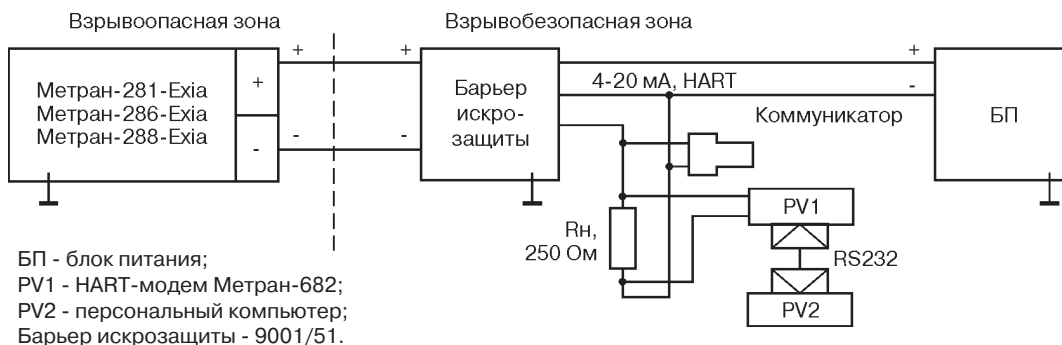 Взрывоопасная зона
Взрывобезопасная зона
+
+
+
Метран-281-Exia
Метран-286-Exia
Метран-288-Exia
+
-
-
-
Барьер
искро-
защиты
4-20 мА, HART
-
Коммуникатор
БП
Rн,
250 Ом
PV1
RS232
PV2
БП - блок питания;
PV1 - HART-модем Метран-682;
PV2 - персональный компьютер;
Барьер искрозащиты - 9001/51.